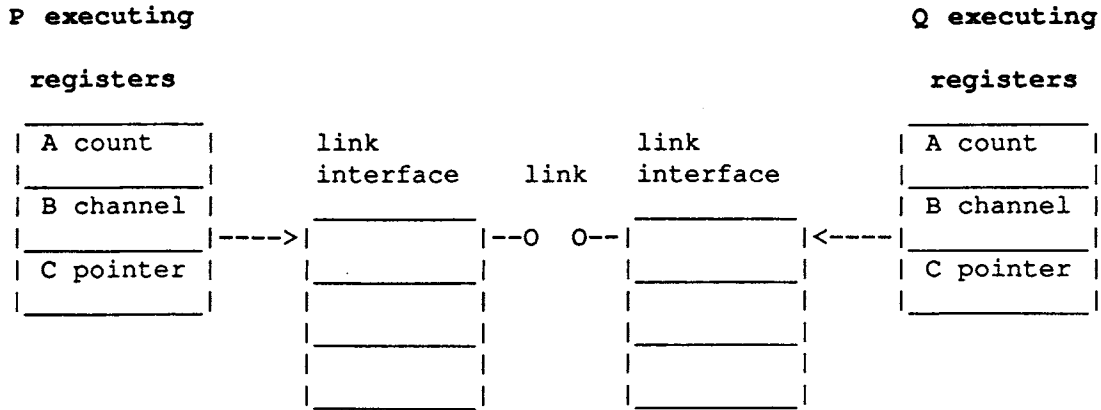 P executing Q executing
registers registers
A count link link A count
interface link interface
B channel B channel
C pointer C pointer